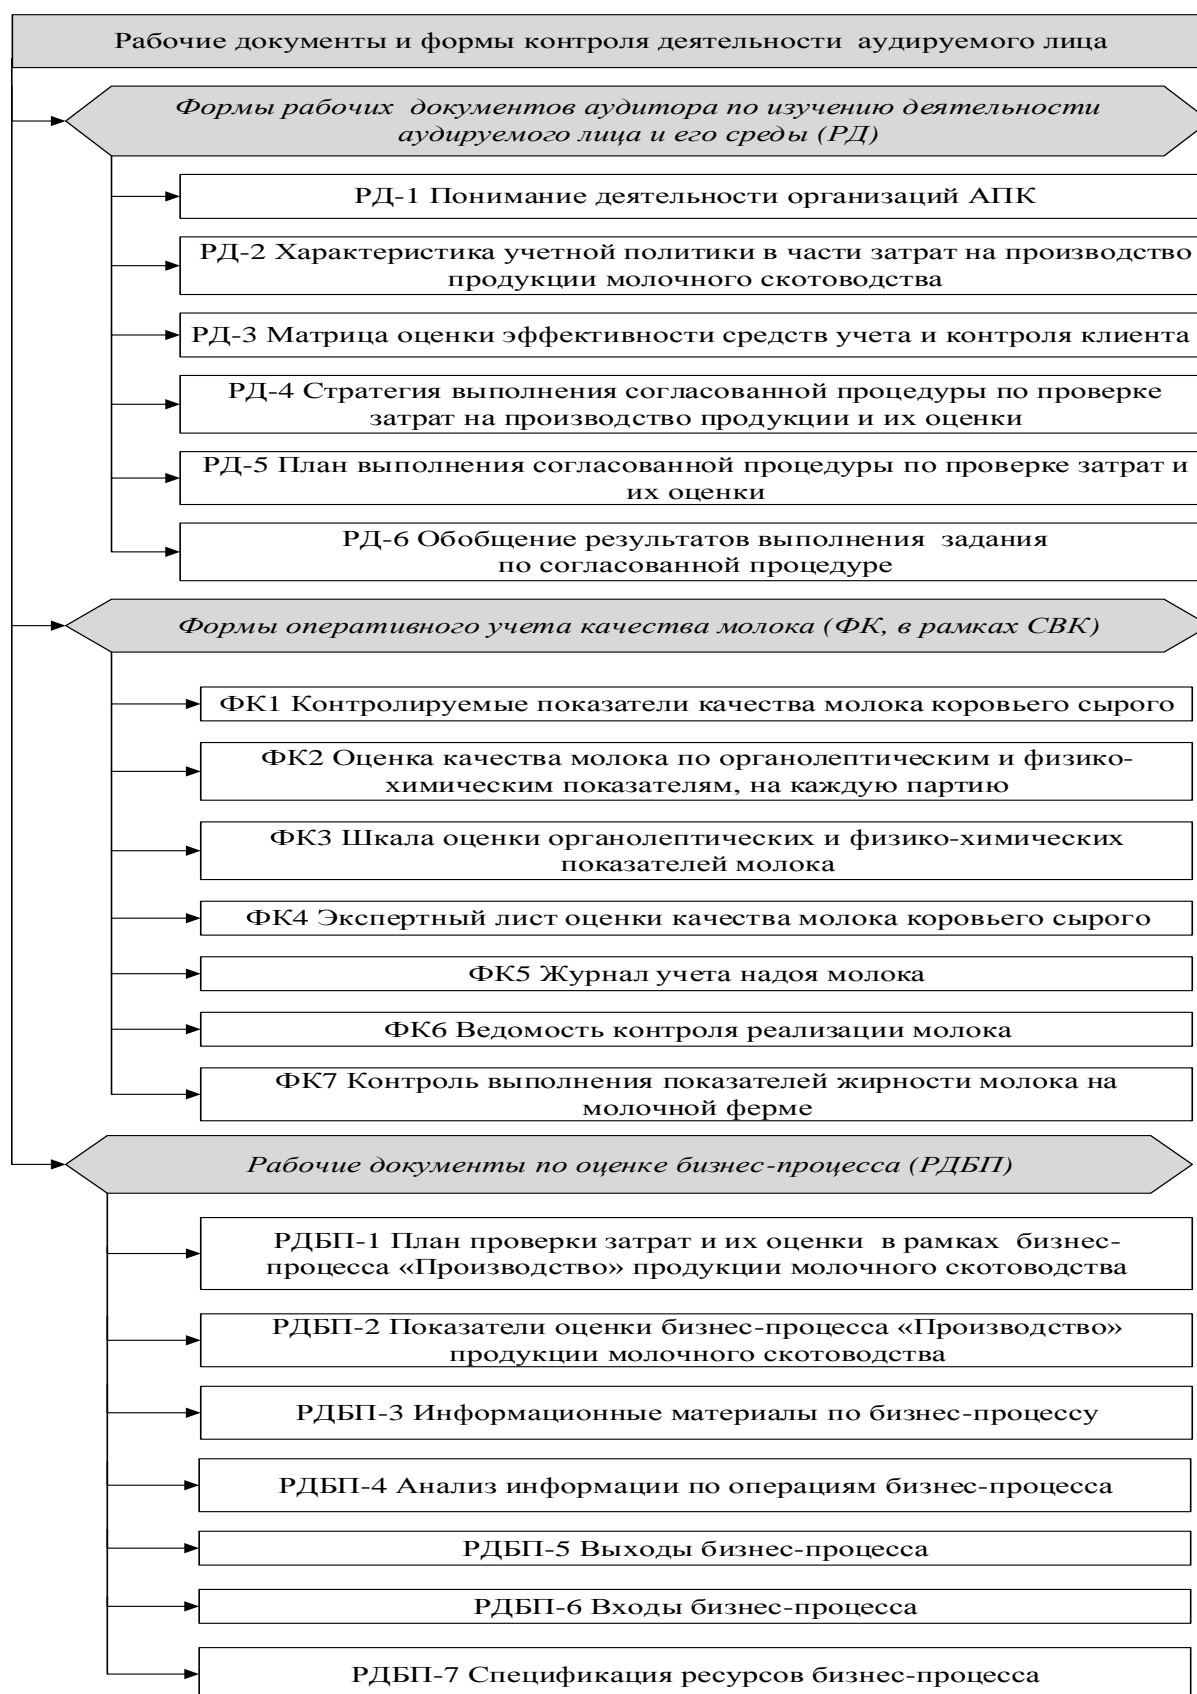 Рабочие документы и формы контроля деятельности аудируемого лица
Формы рабочих документов аудитора по изучению деятельности
аудируемого лица и его среды (РД)
РД-1 Понимание деятельности организаций АПК
РД-2 Характеристика учетной политики в части затрат на производство
продукции молочного скотоводства
РД-3 Матрица оценки эффективности средств учета и контроля клиента
РД-4 Стратегия выполнения согласованной процедуры по проверке
затрат на производство продукции и их оценки
РД-5 План выполнения согласованной процедуры по проверке затрат и
их оценки
РД-6 Обобщение результатов выполнения задания
по согласованной процедуре
Формы оперативного учета качества молока (ФК, в рамках СВК)
ФК1 Контролируемые показатели качества молока коровьего сырого
ФК2 Оценка качества молока по органолептическим и физико-
химическим показателям, на каждую партию
ФК3 Шкала оценки органолептических и физико-химических
показателей молока
ФК4 Экспертный лист оценки качества молока коровьего сырого
ФК5 Журнал учета надоя молока
ФК6 Ведомость контроля реализации молока
ФК7 Контроль выполнения показателей жирности молока на
молочной ферме
Рабочие документы по оценке бизнес-процесса (РДБП)
РДБП-1 План проверки затрат и их оценки в рамках бизнес-
процесса «Производство» продукции молочного скотоводства
РДБП-2 Показатели оценки бизнес-процесса «Производство»
продукции молочного скотоводства
РДБП-3 Информационные материалы по бизнес-процессу
РДБП-4 Анализ информации по операциям бизнес-процесса
РДБП-5 Выходы бизнес-процесса
РДБП-6 Входы бизнес-процесса
РДБП-7 Спецификация ресурсов бизнес-процесса